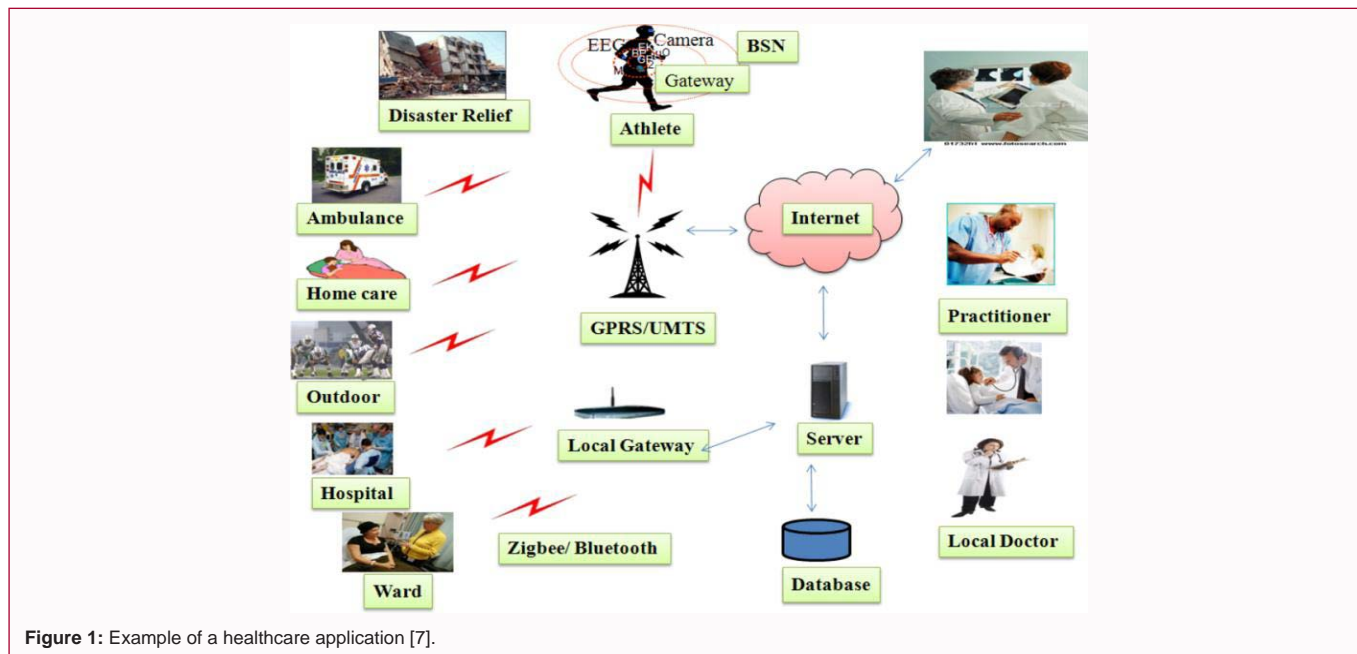 EEG
Camera
BSN
Gateway
Disaster Relief
Athlete
Ambulance
Internet
Home care
GPRS/UMTS
Practitioner
Outdoor
Local Gateway
Server
Hospital
Zigbee/ Bluetooth
Local Doctor
Ward
Database
Figure 1: Example of a healthcare application [7].